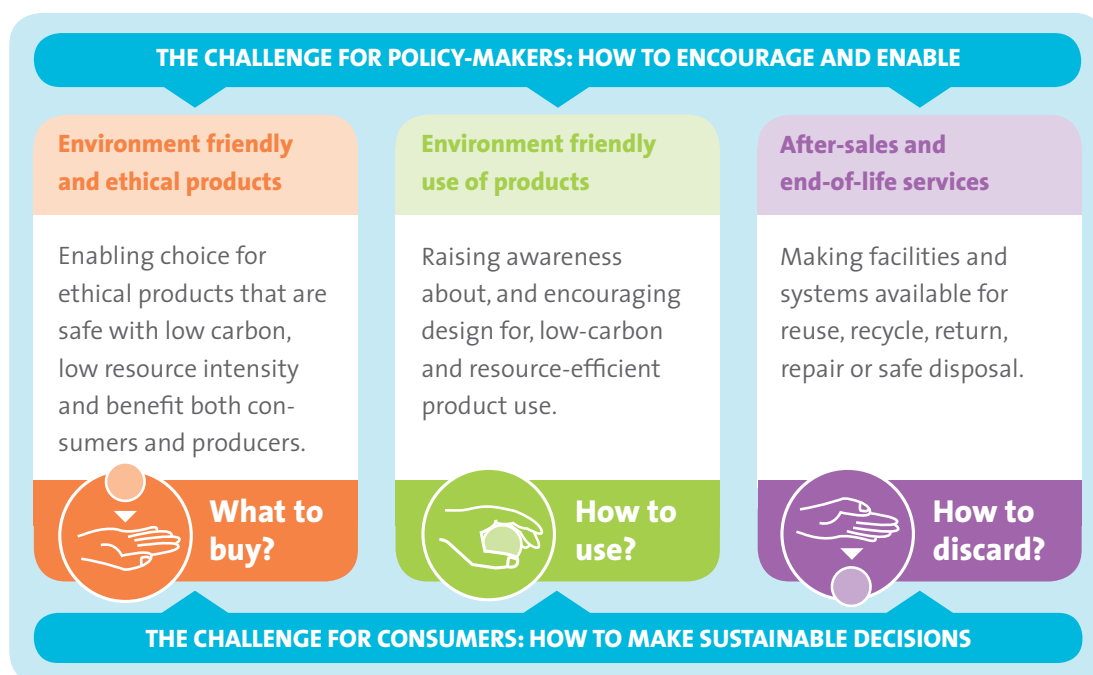 THE CHALLENGE FOR POLICY-MAKERS: HOW TO ENCOURAGE AND ENABLE
Environment friendly
and ethical products
Enabling choice for
ethical products that are
safe with low carbon,
low resource intensity
and benefit both con-
sumers and producers.
What to
buy?
Environment friendly
use of products
Raising awareness
about, and encouraging
design for, low-carbon
and resource-efficient
product use.
How to
use?
After-sales and
end-of-life services
Making facilities and
systems available for
reuse, recycle, return,
repair or safe disposal.
How to
discard?
THE CHALLENGE FOR CONSUMERS: HOW TO MAKE SUSTAINABLE DECISIONS